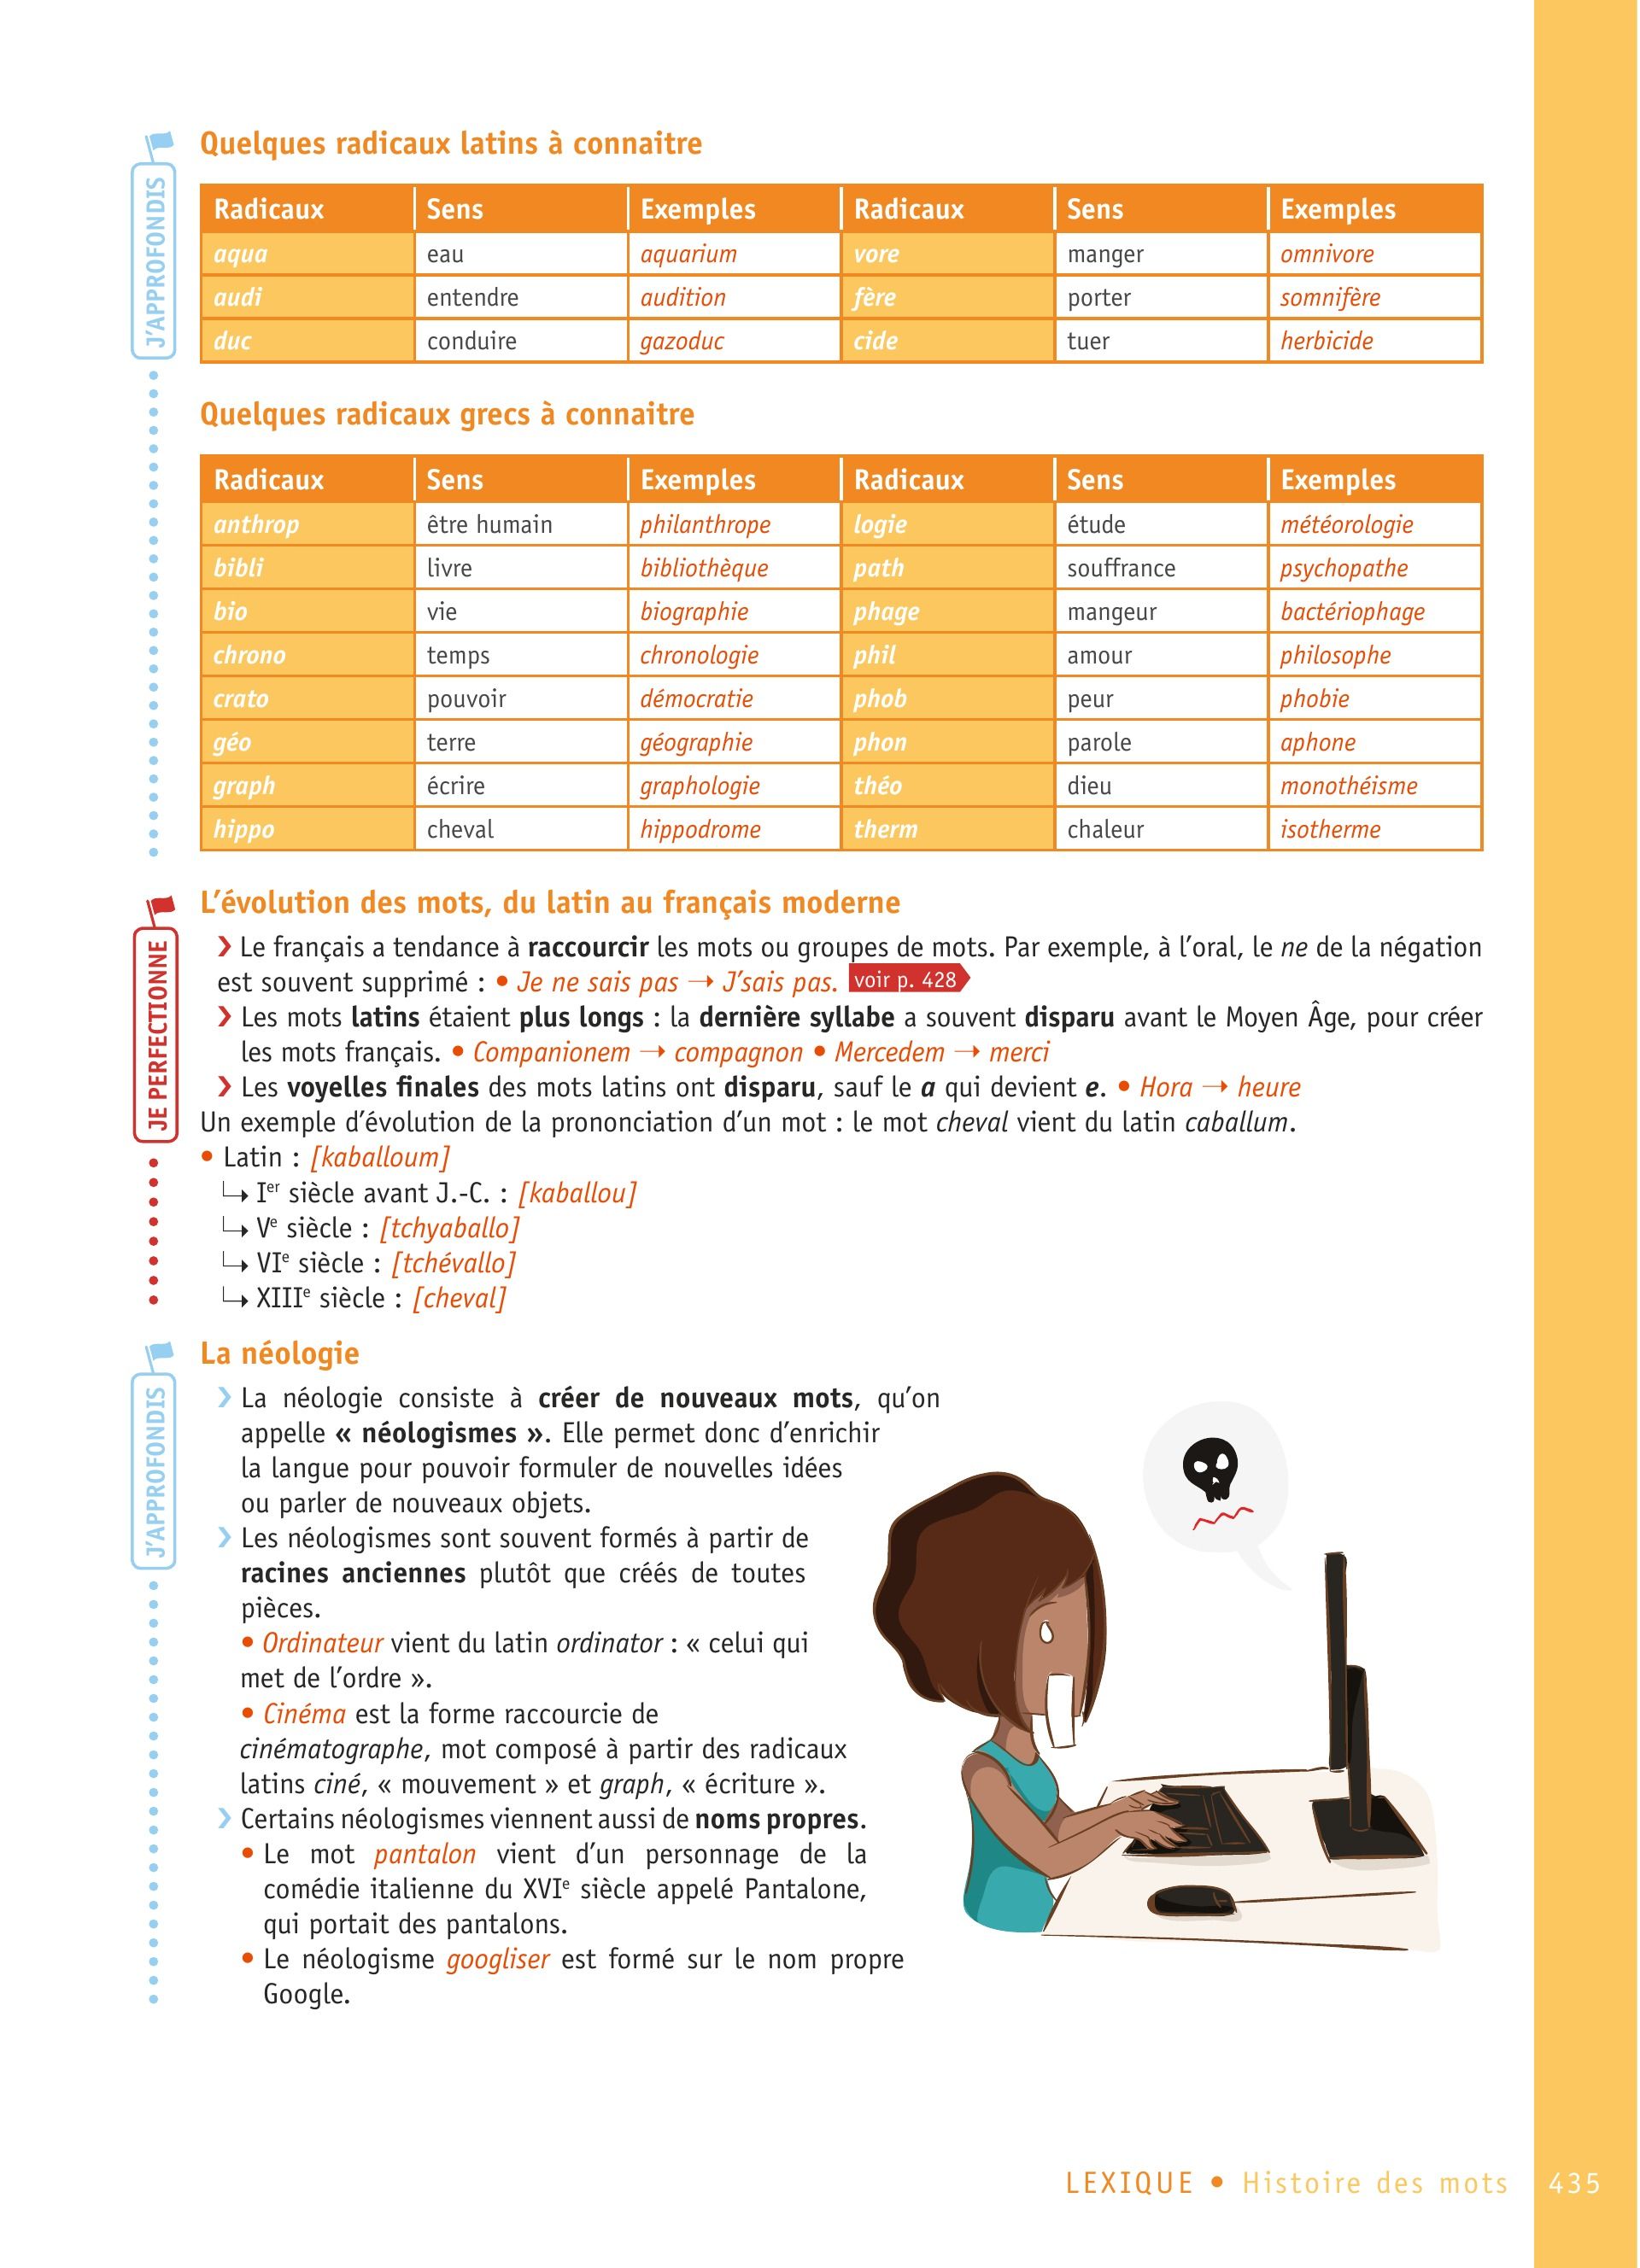 J'APPROFONDIS
Quelques radicaux latins à connaitre
Radicaux Sens Exemples Radicaux Sens Exemples
aqua eau aquarium vore manger omnivore
audi entendre audition fère porter somnifère
duc conduire gazoduc cide tuer herbicide
Quelques radicaux grecs à connaitre
Radicaux Sens Exemples Radicaux Sens Exemples
anthrop être humain philanthrope logie étude météorologie
bibli livre bibliothèque path souffrance psychopathe
bio vie biographie phage mangeur bactériophage
chrono temps chronologie phil amour philosophe
crato pouvoir démocratie phob peur phobie
géo terre géographie phon parole aphone
graph écrire graphologie théo dieu monothéisme
hippo cheval hippodrome therm chaleur isotherme
JE PERFECTIONNE
L'évolution des mots, du latin au français moderne
❯ Le français a tendance à raccourcir les mots ou groupes de mots. Par exemple, à l'oral, le ne de la négation
est souvent supprimé : • Je ne sais pas → J'sais pas. voir p. 428
❯ Les mots latins étaient plus longs : la dernière syllabe a souvent disparu avant le Moyen Âge, pour créer
les mots français. • Companionem → compagnon • Mercedem → merci
❯ Les voyelles finales des mots latins ont disparu, sauf le a qui devient e. • Hora → heure
Un exemple d'évolution de la prononciation d'un mot : le mot cheval vient du latin caballum.
• Latin : [kaballoum]
↳ Ier siècle avant J.-C. : [kaballou]
↳ Ve siècle : [tchyaballo]
↳ VIe siècle : [tchévallo]
↳ XIIIe siècle : [cheval]
J'APPROFONDIS
La néologie
❯ La néologie consiste à créer de nouveaux mots, qu'on
appelle « néologismes ». Elle permet donc d'enrichir
la langue pour pouvoir formuler de nouvelles idées
ou parler de nouveaux objets.
❯ Les néologismes sont souvent formés à partir de
racines anciennes plutôt que créés de toutes
pièces.
• Ordinateur vient du latin ordinator : « celui qui
met de l'ordre ».
• Cinéma est la forme raccourcie de
cinématographe, mot composé à partir des radicaux
latins ciné, « mouvement » et graph, « écriture ».
❯ Certains néologismes viennent aussi de noms propres.
• Le mot pantalon vient d'un personnage de la
comédie italienne du XVIe siècle appelé Pantalone,
qui portait des pantalons.
• Le néologisme googliser est formé sur le nom propre
Google.
LEXIQUE • Histoire des mots 435